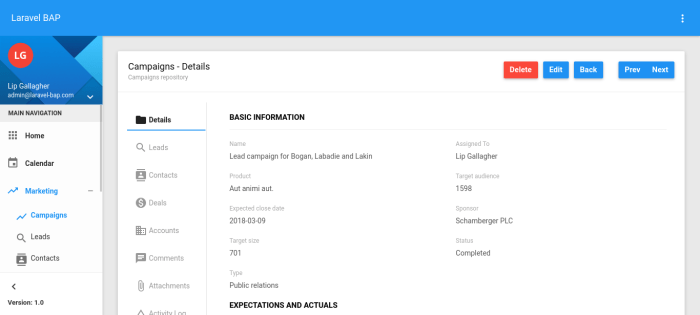 Laravel BAP
LG
Lip Gallagher
admin@laravel-bap.com
MAIN NAVIGATION
Home
Calendar
Marketing
Campaigns
Leads
Contacts
Version: 1.0
Campaigns - Details
Campaigns repository
Delete Edit Back Prev Next
Details
Leads
Contacts
Deals
Accounts
Comments
Attachments
Activity Log
BASIC INFORMATION
Name
Lead campaign for Bogan, Labadie and Lakin
Assigned To
Lip Gallagher
Product
Aut animi aut.
Target audience
1598
Expected close date
2018-03-09
Sponsor
Schamberger PLC
Target size
701
Status
Completed
Type
Public relations
EXPECTATIONS AND ACTUALS